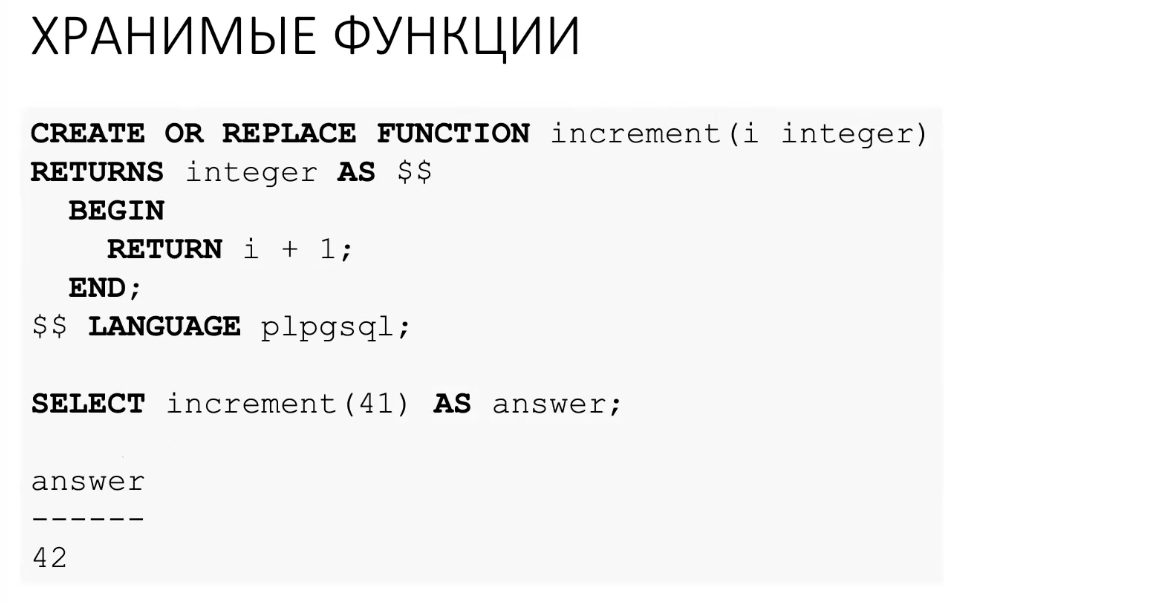 ХРАНИМЫЕ ФУНКЦИИ
CREATE OR REPLACE FUNCTION increment(i integer)
RETURNS integer AS $$
  BEGIN
    RETURN i + 1;
  END;
$$ LANGUAGE plpgsql;
SELECT increment(41) AS answer;
answer
------
42